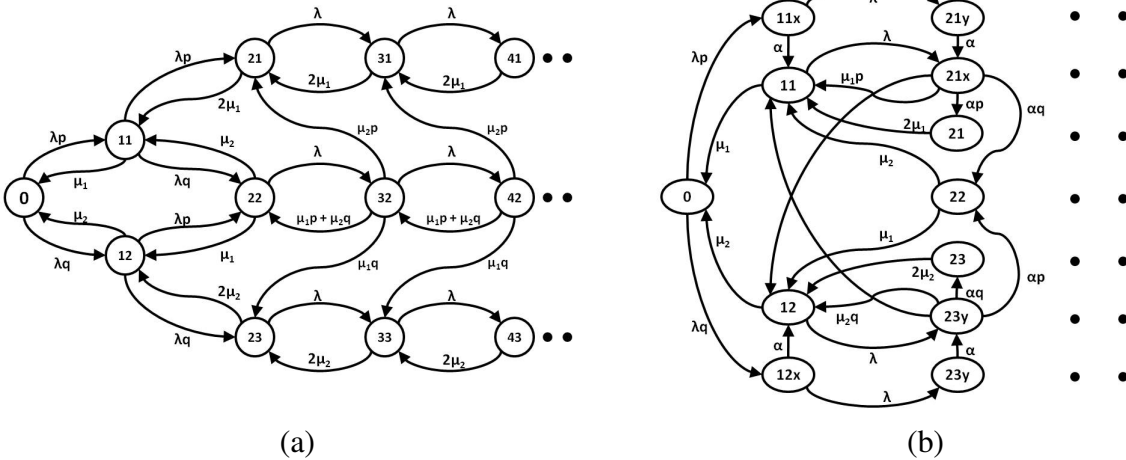 λ λ
21 31 41
λp 2μ₁ 2μ₁ 2μ₁
11
λp μ₂ μ₂p μ₂p
μ₁ λq λ λ
0 22 32 42
μ₂ λp μ₁p + μ₂q μ₁p + μ₂q
λq 12 μ₁ μ₁q μ₁q
2μ₂ λ λ
λq 23 33 43
2μ₂ 2μ₂
(a)
11x 21y
λp α λ α
11 μ₁p 21x
αp αq
2μ₁ 21
μ₁ μ₂
0 22
μ₂ μ₁
23
2μ₂ αq αp
12 μ₂q 23y
λq α λ α
12x 23y
λ
(b)